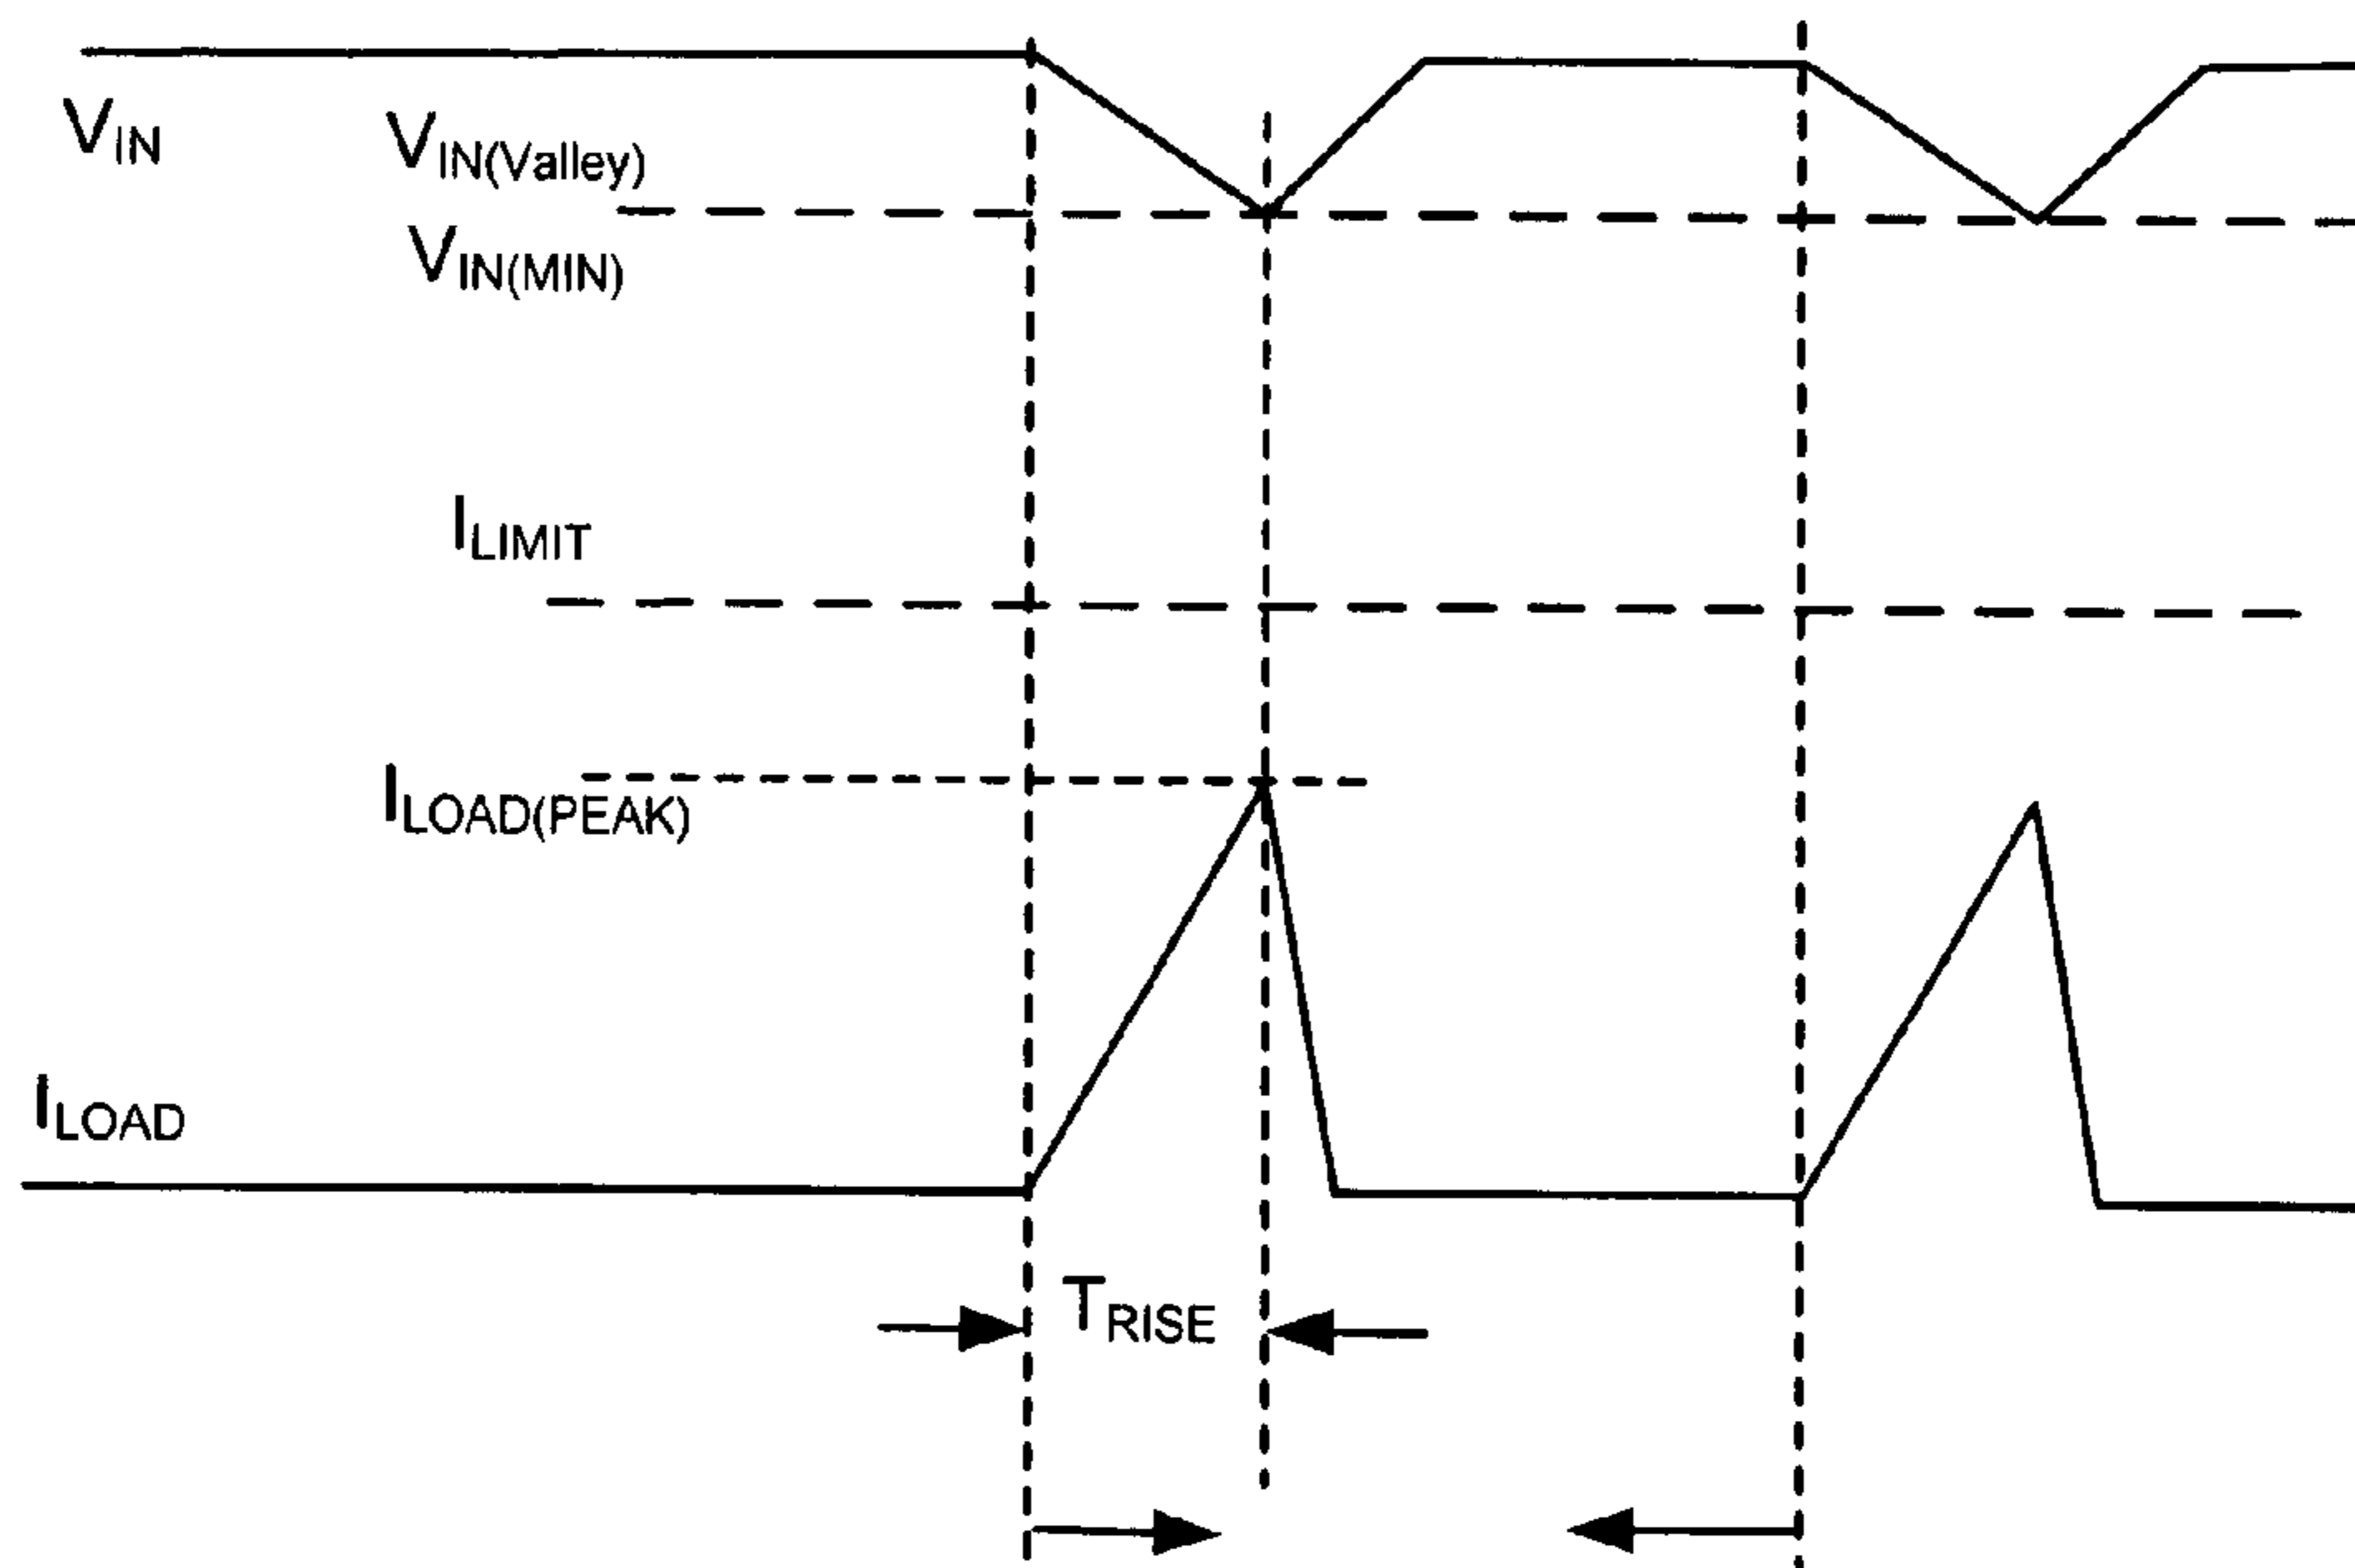 VIN
VIN(Valley)
VIN(MIN)
ILIMIT
ILOAD(PEAK)
ILOAD
TRISE